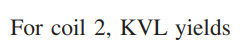 For coil 2, KVL yields